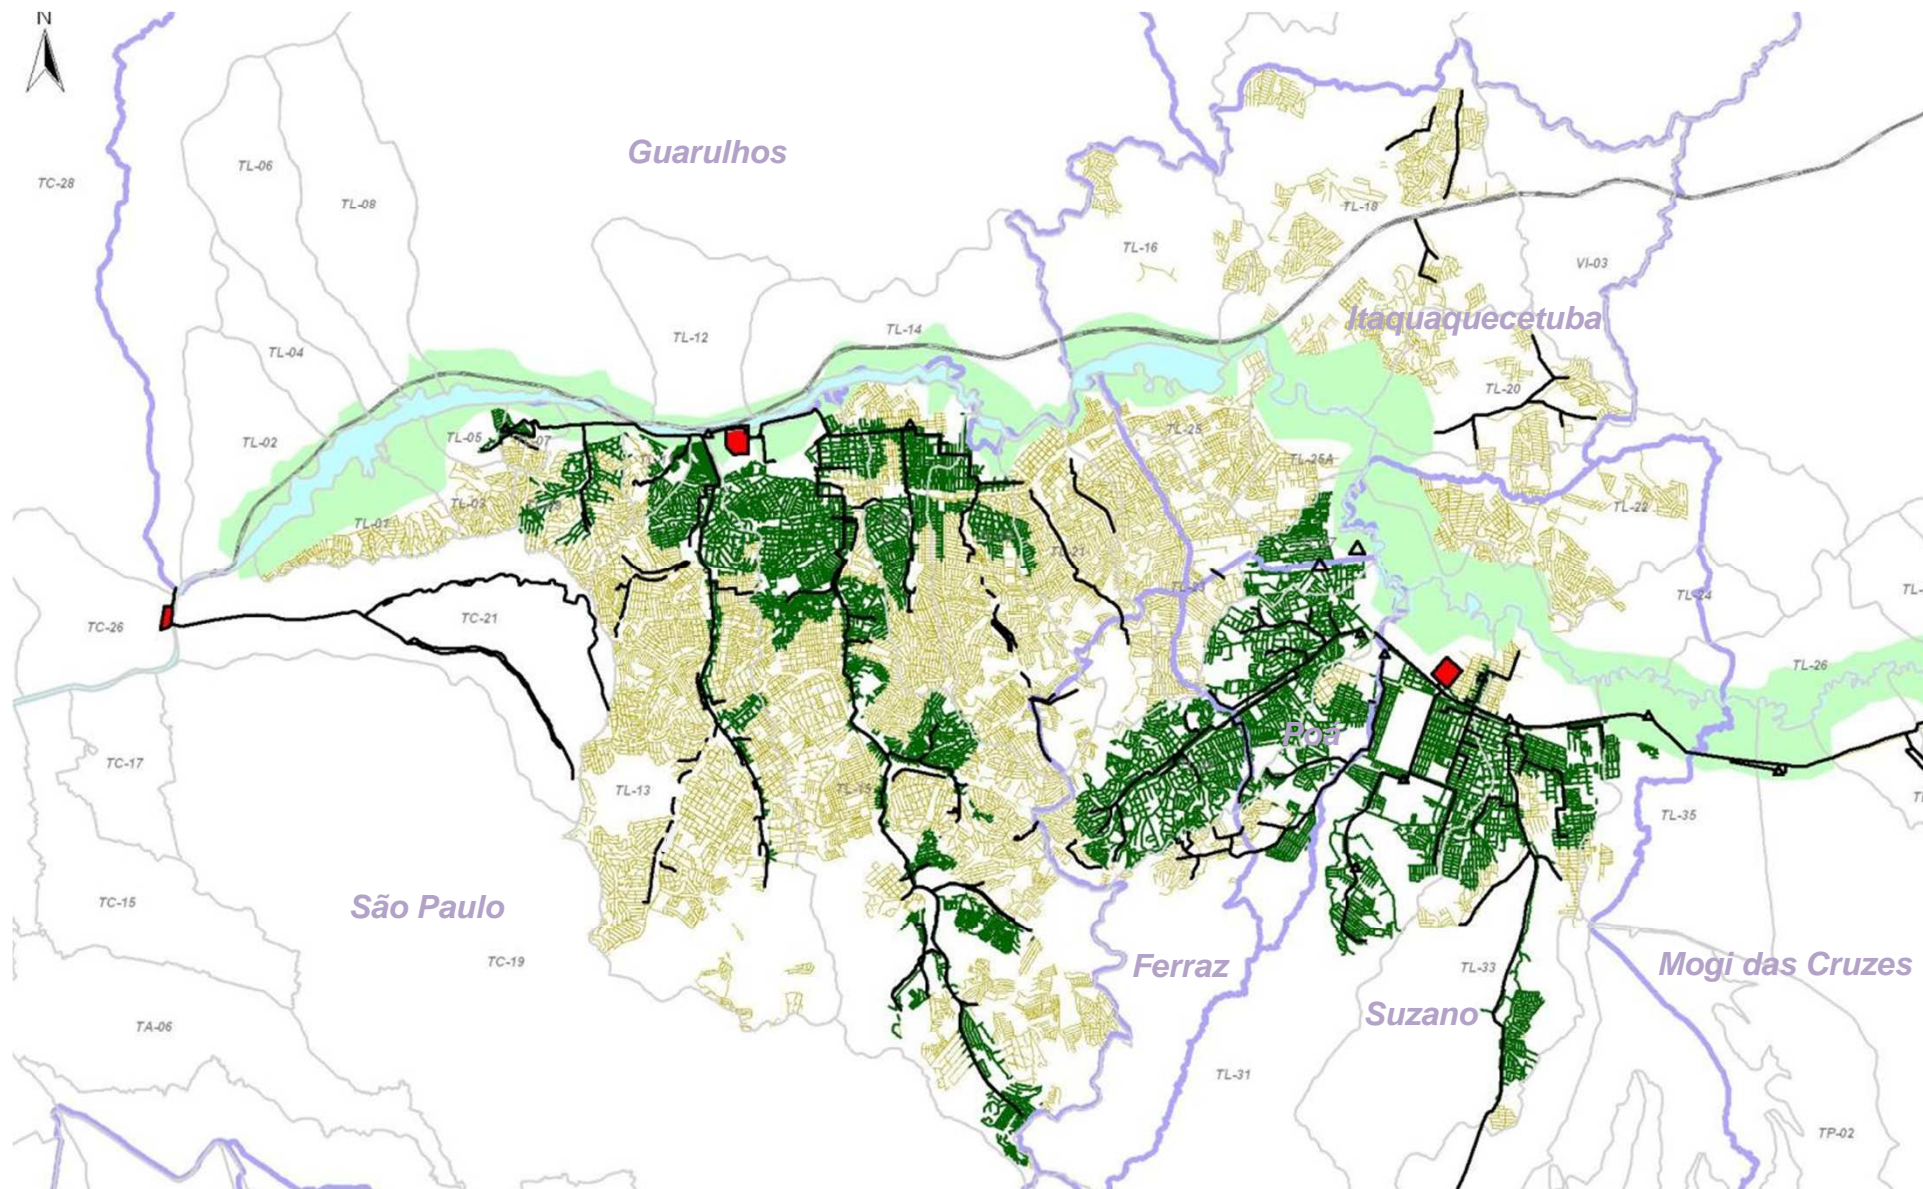 N
Guarulhos
TL-06
TC-28
TL-08
TL-18
TL-16
VI-03
Itaquaquecetuba
TL-14
TL-12
TL-04
TL-20
TL-25
TL-02
TL-05
TL-25A
TL-03
TL-22
TL-01
TL-21
TL-24
TC-21
TC-26
TL-26
Poá
TC-17
TL-13
TL-35
TC-15
São Paulo
TC-19
Ferraz
TL-33
Mogi das Cruzes
Suzano
TA-06
TL-31
TP-02